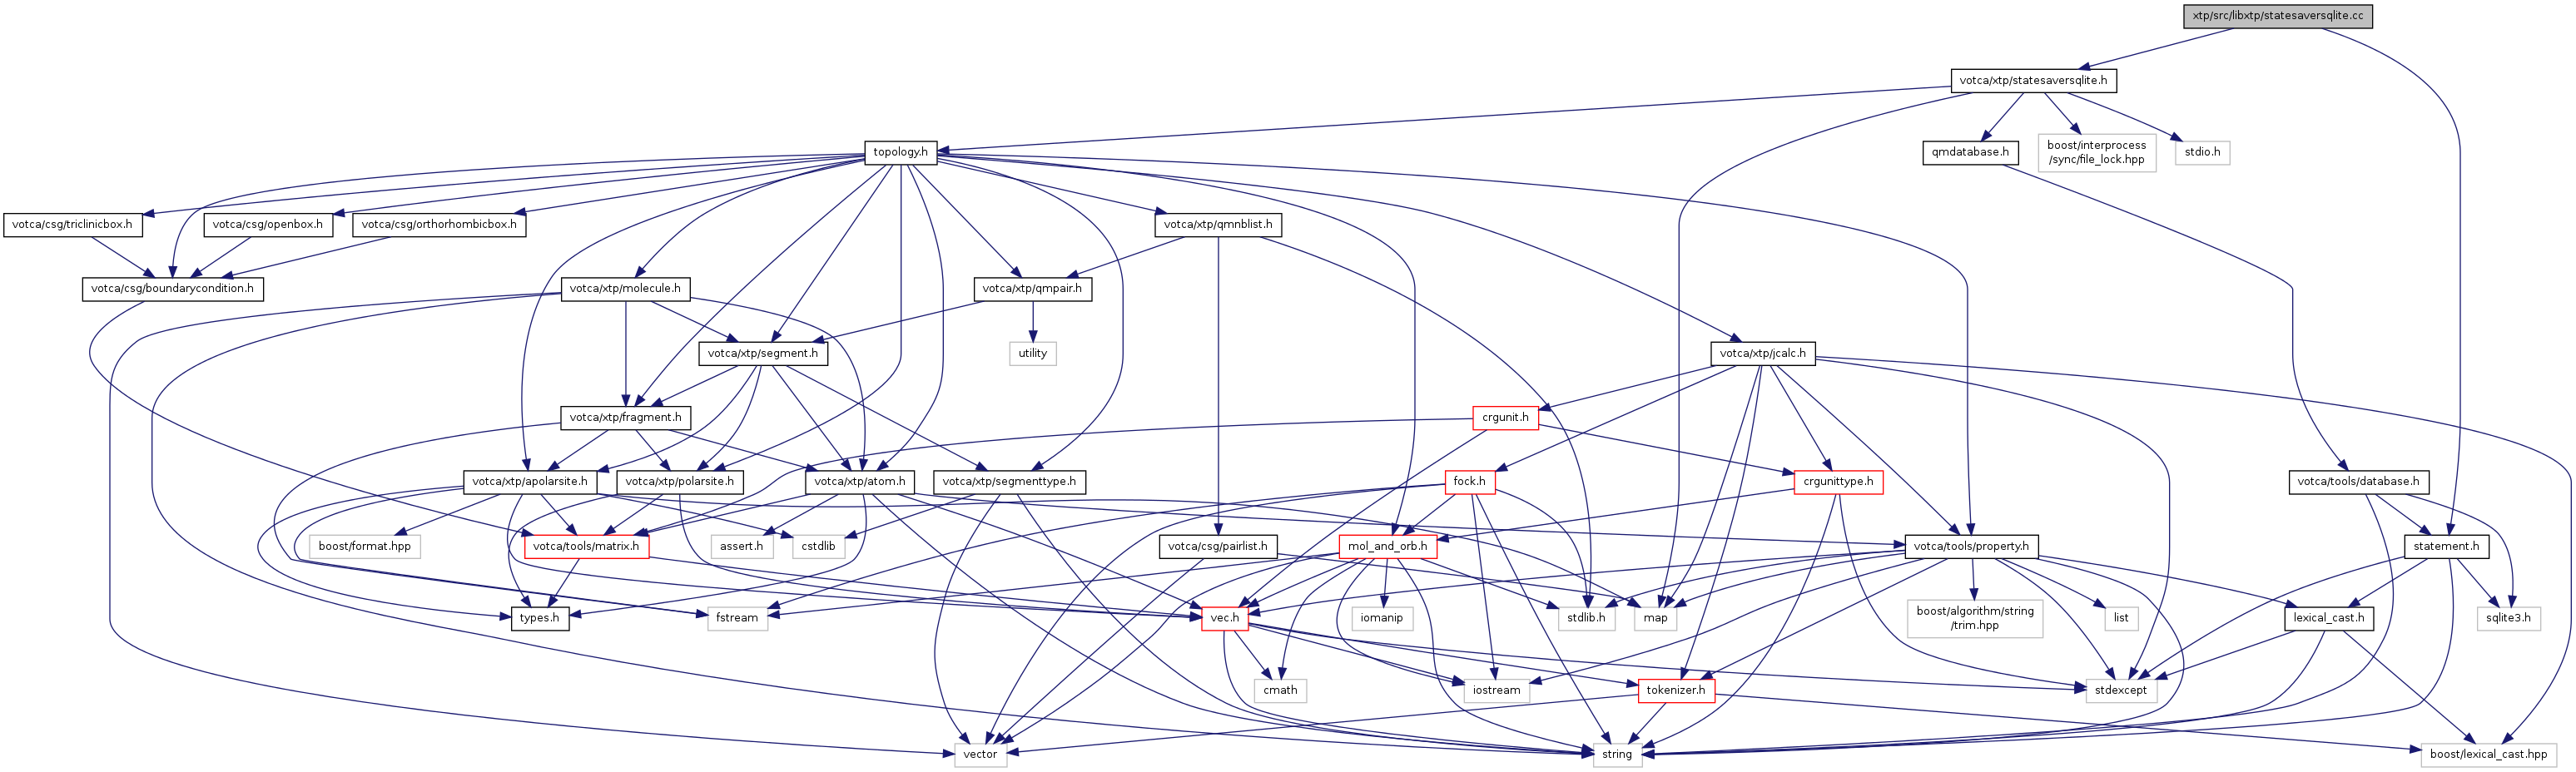 xtp/src/libxtp/statesaversqlite.cc
votca/xtp/statesaversqlite.h
topology.h
qmdatabase.h
boost/interprocess
/sync/file_lock.hpp
stdio.h
votca/csg/triclinicbox.h
votca/csg/openbox.h
votca/csg/orthorhombicbox.h
votca/xtp/qmnblist.h
votca/csg/boundarycondition.h
votca/xtp/molecule.h
votca/xtp/qmpair.h
votca/xtp/segment.h
utility
votca/xtp/jcalc.h
votca/xtp/fragment.h
crgunit.h
votca/xtp/apolarsite.h
votca/xtp/polarsite.h
votca/xtp/atom.h
votca/xtp/segmenttype.h
fock.h
crgunittype.h
votca/tools/database.h
boost/format.hpp
votca/tools/matrix.h
assert.h
cstdlib
votca/csg/pairlist.h
mol_and_orb.h
votca/tools/property.h
statement.h
types.h
fstream
vec.h
iomanip
stdlib.h
map
boost/algorithm/string
/trim.hpp
list
lexical_cast.h
sqlite3.h
cmath
iostream
tokenizer.h
stdexcept
vector
string
boost/lexical_cast.hpp